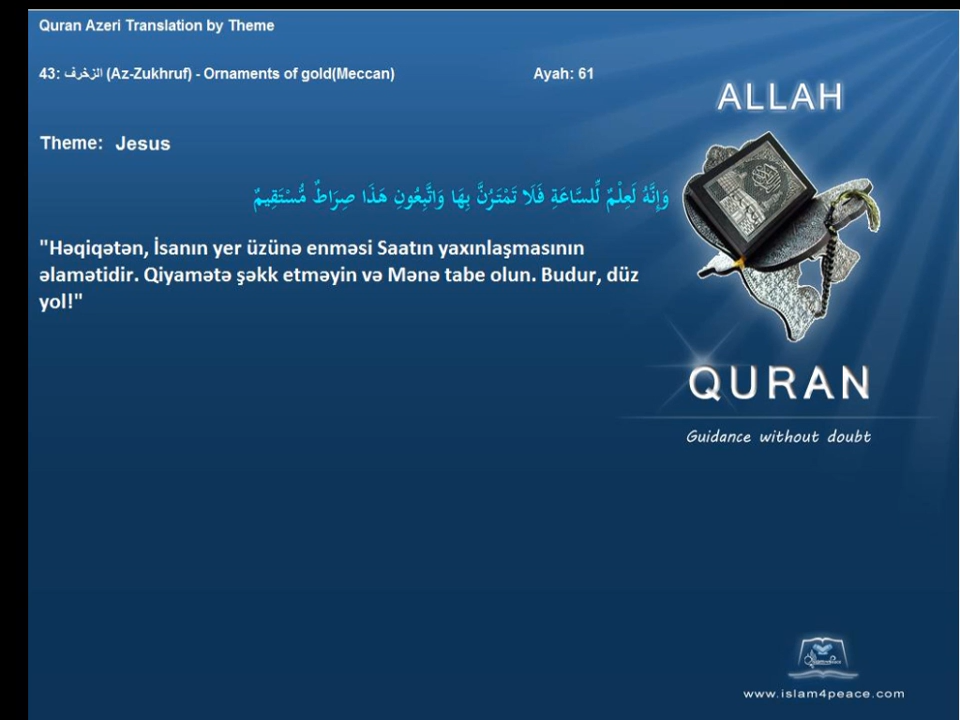 Quran Azeri Translation by Theme
43: الزخرف (Az-Zukhruf) - Ornaments of gold(Meccan) Ayah: 61
ALLAH
Theme: Jesus
وَإِنَّهُ لَعِلْمٌ لِّلسَّاعَةِ فَلَا تَمْتَرُنَّ بِهَا وَاتَّبِعُونِ هَذَا صِرَاطٌ مُّسْتَقِيمٌ
"Həqiqətən, İsanın yer üzünə enməsi Saatın yaxınlaşmasının
əlamətidir. Qiyamətə şəkk etməyin və Mənə tabe olun. Budur, düz
yol!"
QURAN
Guidance without doubt
www.islam4peace.com